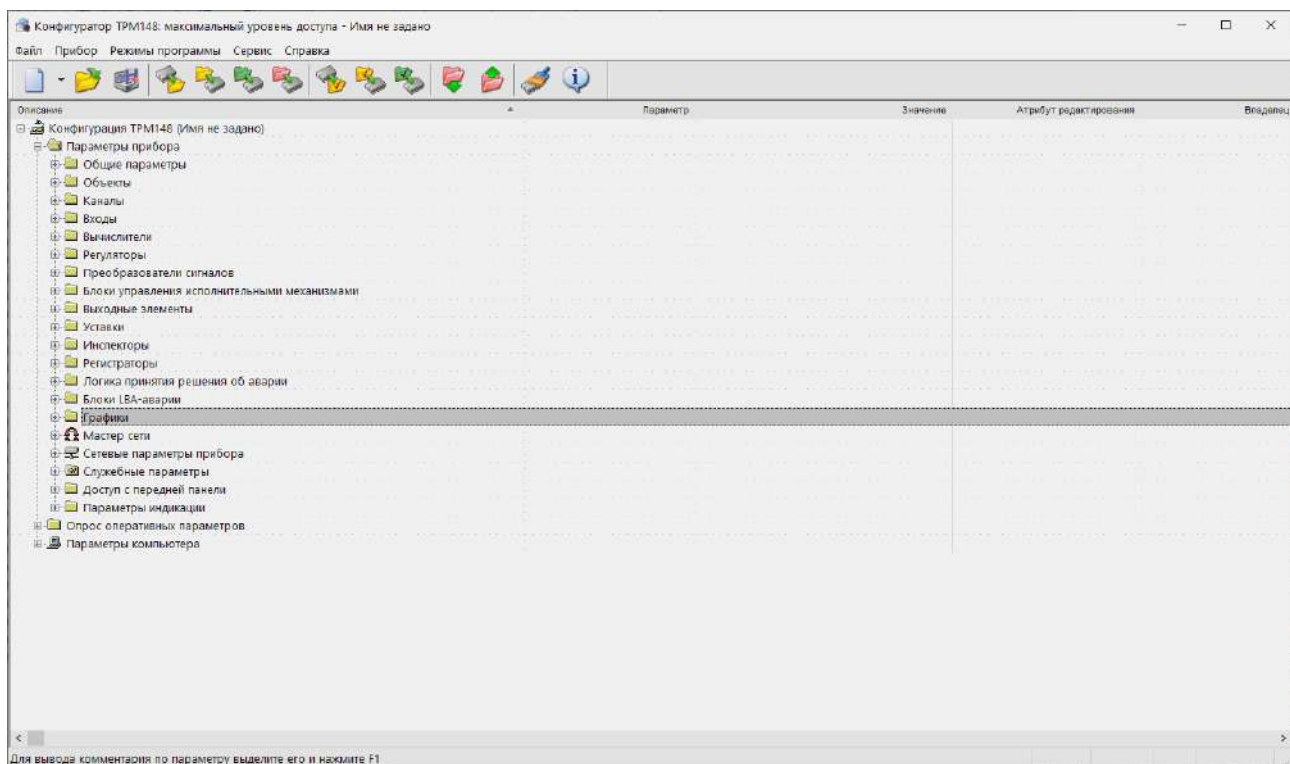 Конфигуратор ТРМ148: максимальный уровень доступа - Имя не задано
Файл Прибор Режимы программы Сервис Справка
Описание Параметр Значение Атрибут редактирования Владелец
Конфигурация ТРМ148 (Имя не задано)
Параметры прибора
Общие параметры
Объекты
Каналы
Входы
Вычислители
Регуляторы
Преобразователи сигналов
Блоки управления исполнительными механизмами
Выходные элементы
Уставки
Инспекторы
Регистраторы
Логика принятия решения об аварии
Блоки LBA-аварии
Графики
Мастер сети
Сетевые параметры прибора
Служебные параметры
Доступ с передней панели
Параметры индикации
Опрос оперативных параметров
Параметры компьютера
Для вывода комментария по параметру выделите его и нажмите F1